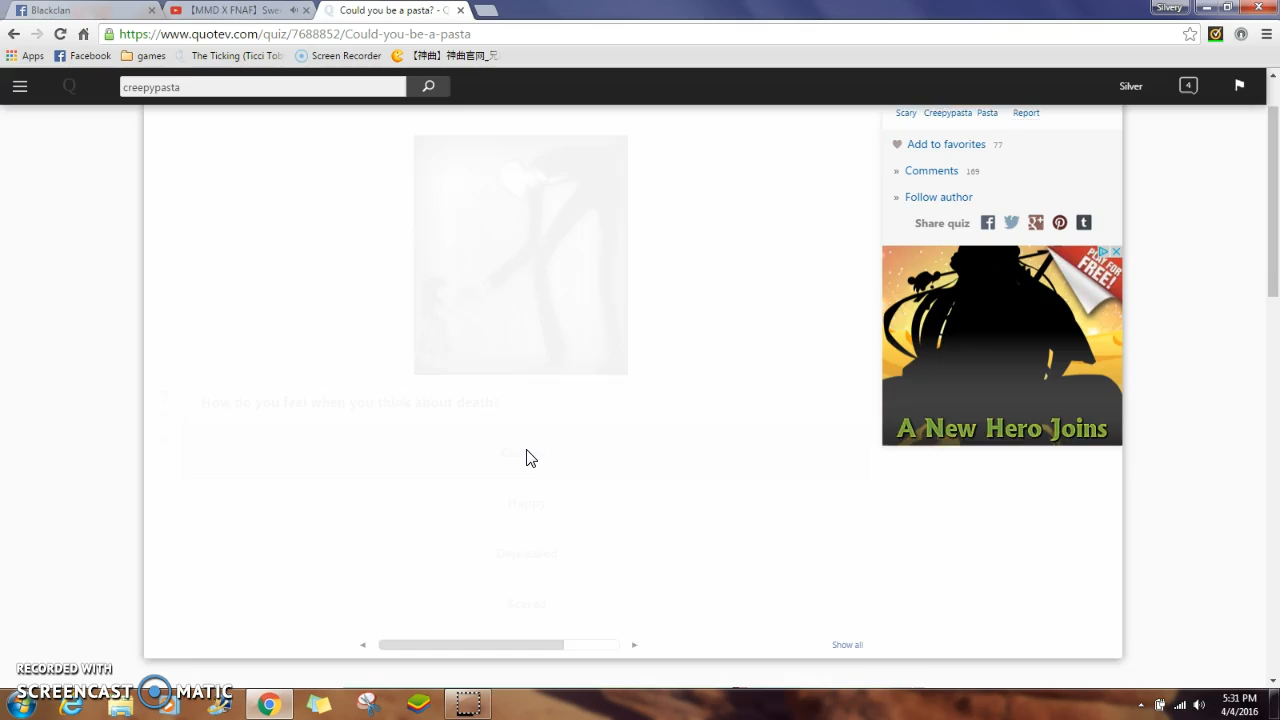 Blackclan
【MMD X FNAF】Swe
Could you be a pasta? - Q
Silvery
https://www.quotev.com/quiz/7688852/Could-you-be-a-pasta
Apps Facebook games The Ticking (Ticci Tob Screen Recorder 【神曲】官网_元
creepypasta
Silver
4
Scary Creepypasta Pasta Report
Add to favorites 77
» Comments 169
» Follow author
Share quiz
PLAY FOR FREE!
A New Hero Joins
How do you feel when you think about death?
Happy
Depressed
Scared
Show all
RECORDED WITH
SCREENCAST MATIC
5:31 PM
4/4/2016